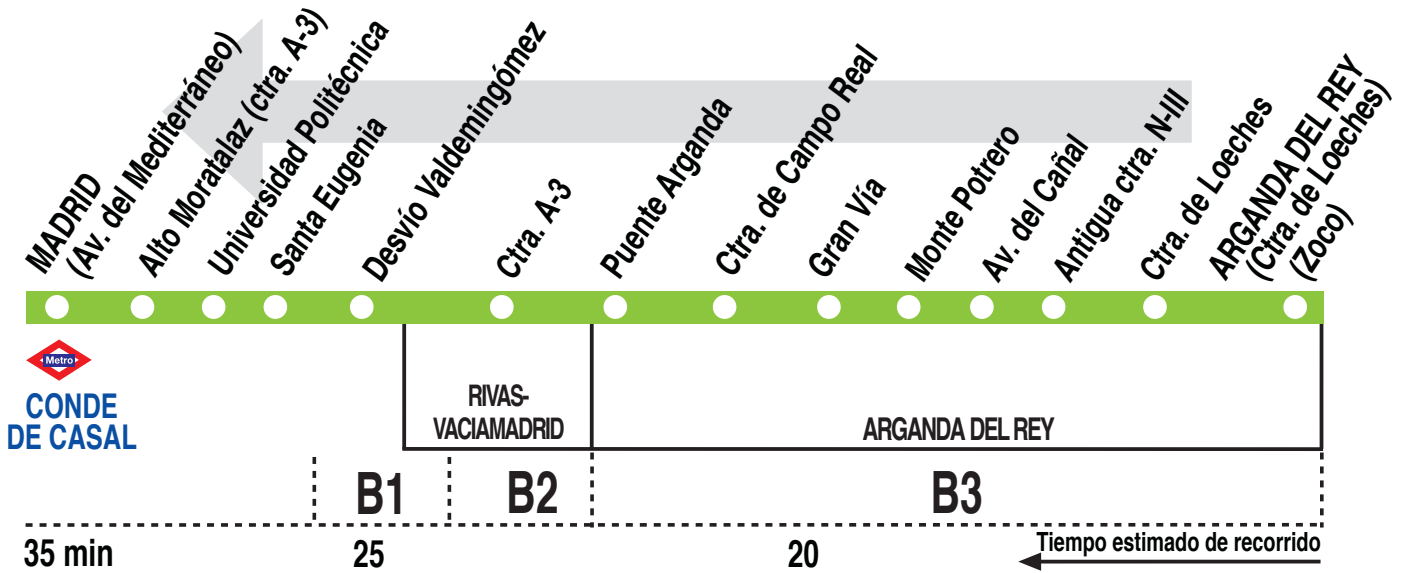 MADRID
(Av. del Mediterráneo)
Alto Moratalaz (ctra. A-3)
Universidad Politécnica
Santa Eugenia
Desvío Valdemingómez
Ctra. A-3
Puente Arganda
Ctra. de Campo Real
Gran Vía
Monte Potrero
Av. del Cañal
Antigua ctra. N-III
Ctra. de Loeches
ARGANDA DEL REY
(Ctra. de Loeches)
(Zoco)
Metro
CONDE
DE CASAL
RIVAS-
VACIAMADRID
ARGANDA DEL REY
B1
B2
B3
35 min
25
20
Tiempo estimado de recorrido